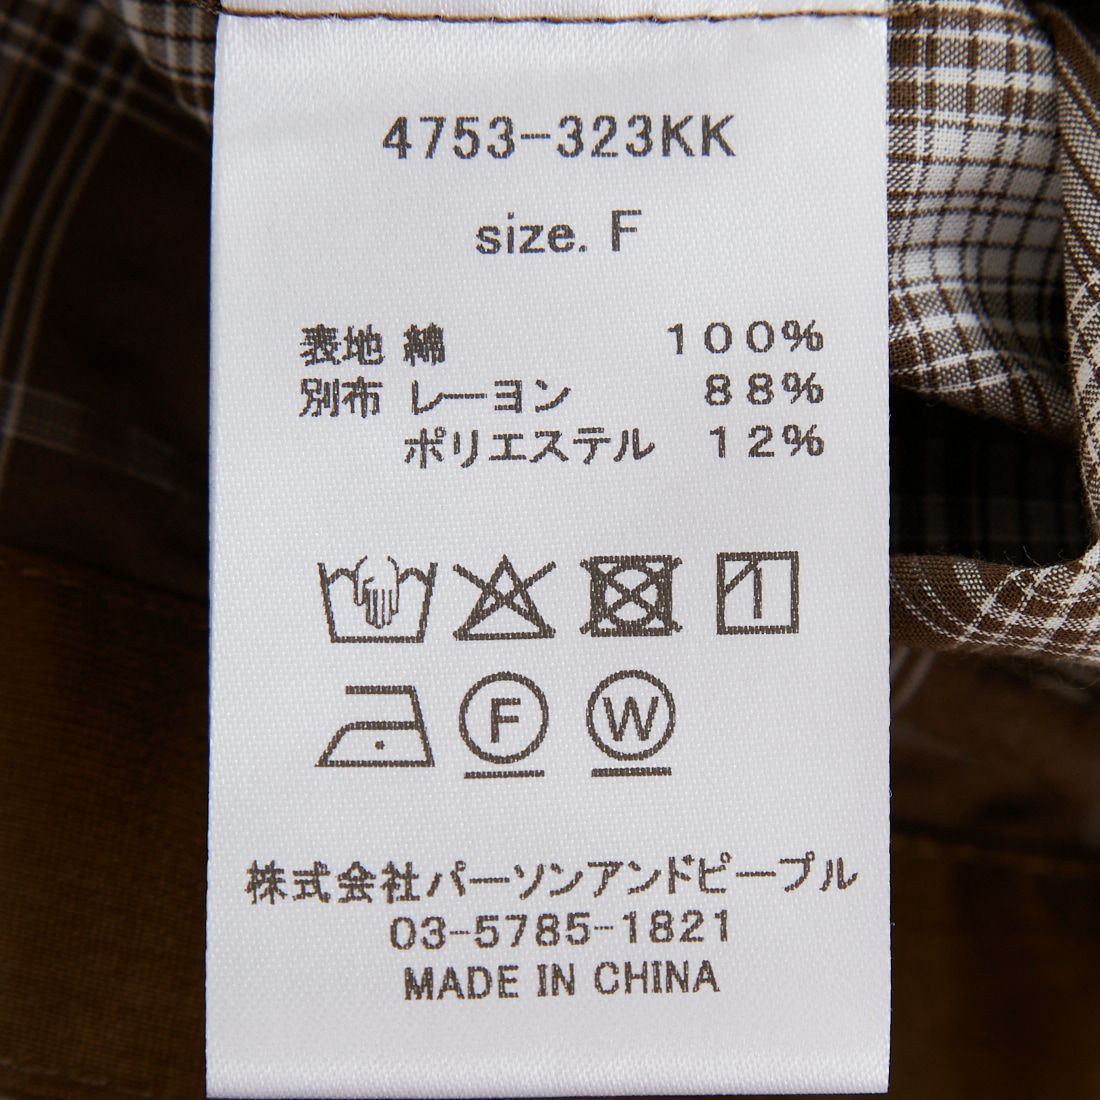 4753-323KK
size. F
表地 綿 100%
別布 レーヨン 88%
ポリエステル 12%
F W
株式会社パーソンアンドピープル
03-5785-1821
MADE IN CHINA